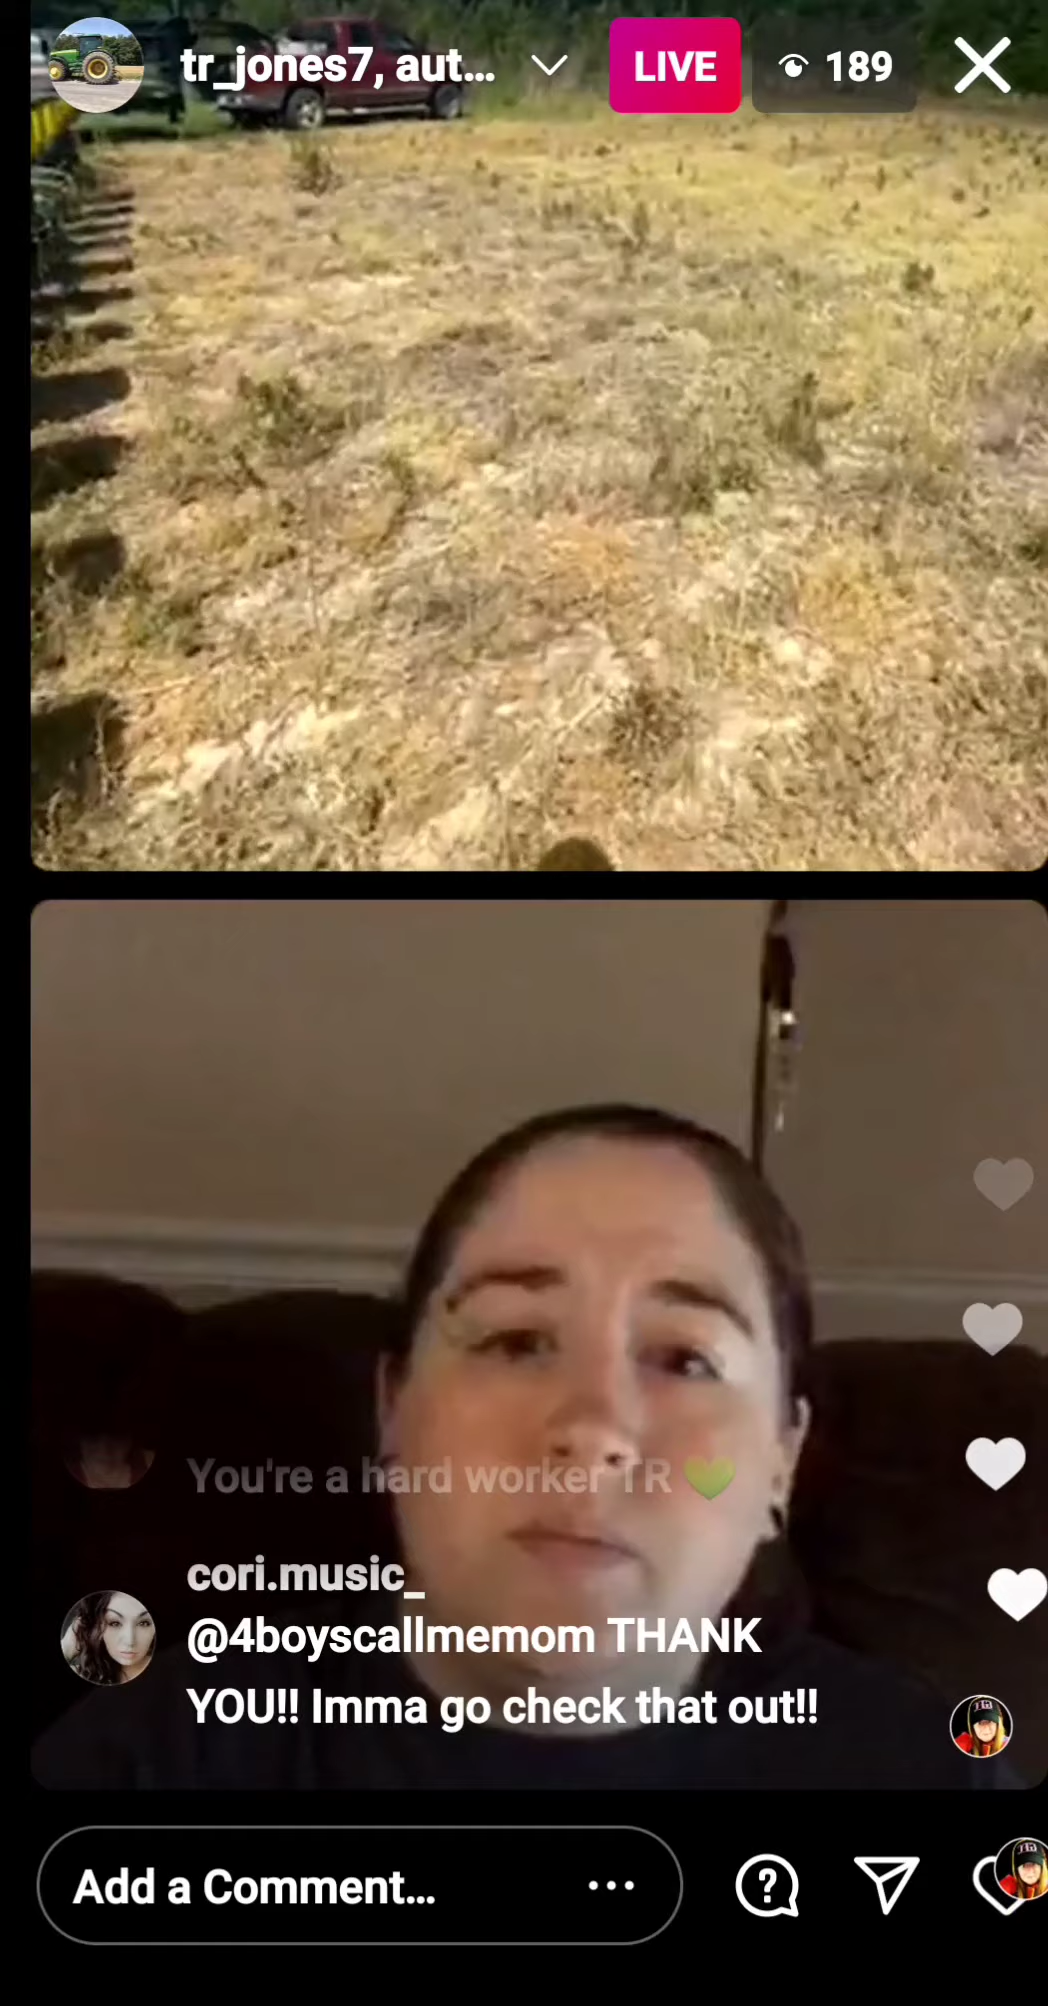 tr_jones7, aut...
LIVE
189
You're a hard worker TR 💚
cori.music_
@4boyscallmemom THANK
YOU!! Imma go check that out!!
Add a Comment...